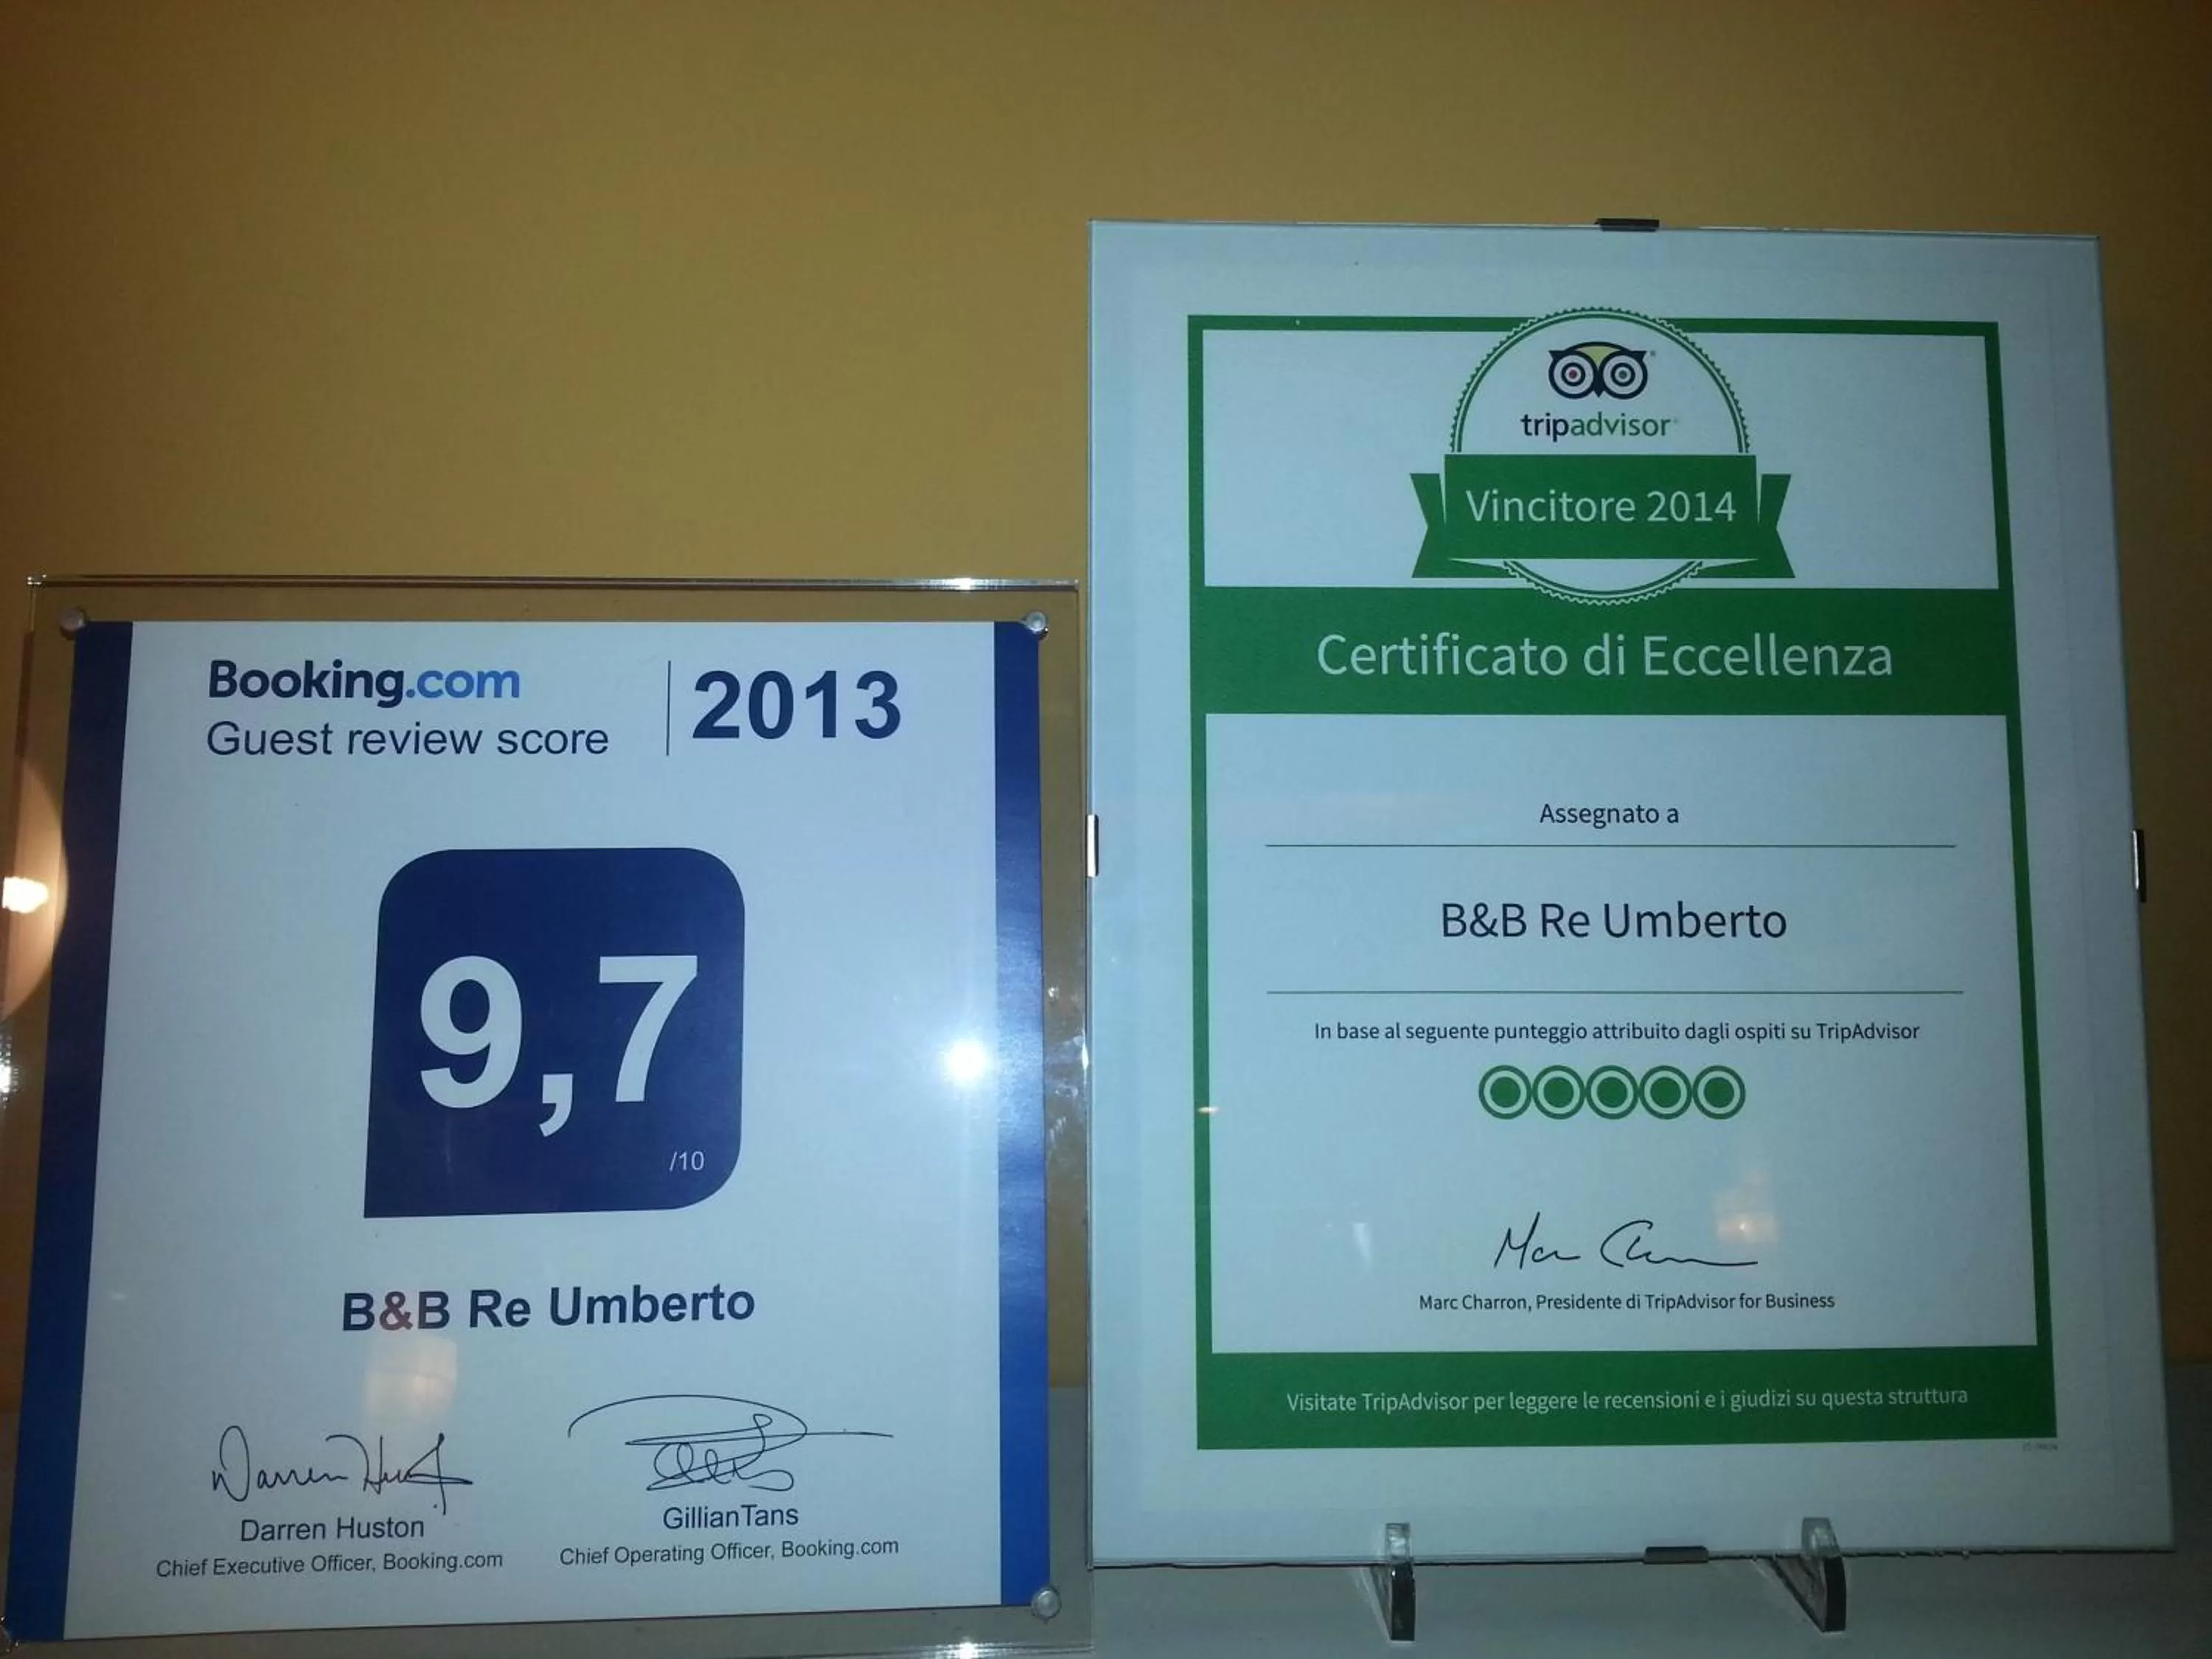 Booking.com
Guest review score
2013
9,7
/10
B&B Re Umberto
Darren Huston
Chief Executive Officer, Booking.com
GillianTans
Chief Operating Officer, Booking.com
tripadvisor
Vincitore 2014
Certificato di Eccellenza
Assegnato a
B&B Re Umberto
In base al seguente punteggio attribuito dagli ospiti su TripAdvisor
Marc Charron, Presidente di TripAdvisor for Business
Visitate TripAdvisor per leggere le recensioni e i giudizi su questa struttura